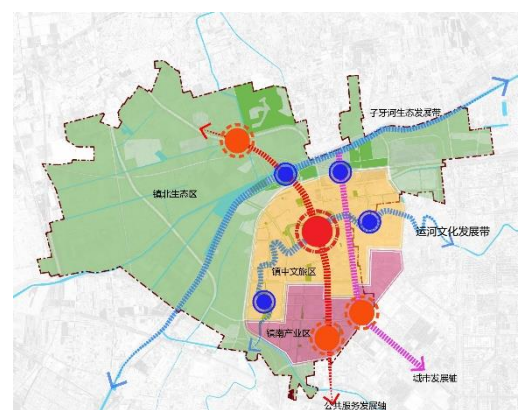 子牙河生态发展带
镇北生态区
运河文化发展带
镇中文旅区
镇南产业区
城市发展轴
公共服务发展轴